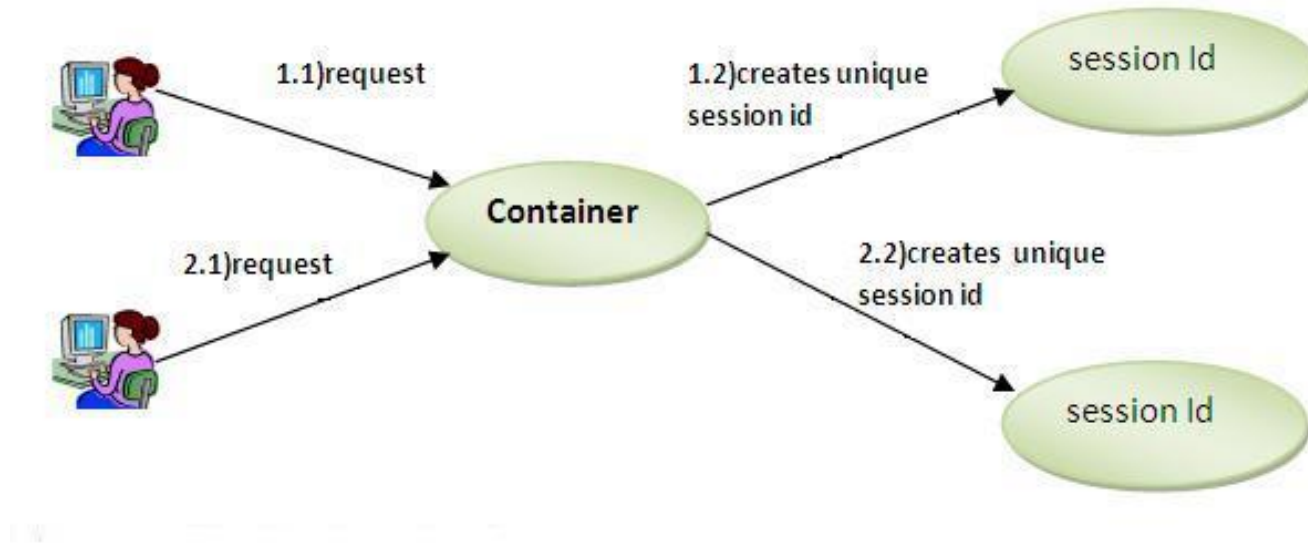 1.1)request
1.2)creates unique
session id
session Id
Container
2.1)request
2.2)creates unique
session id
session Id